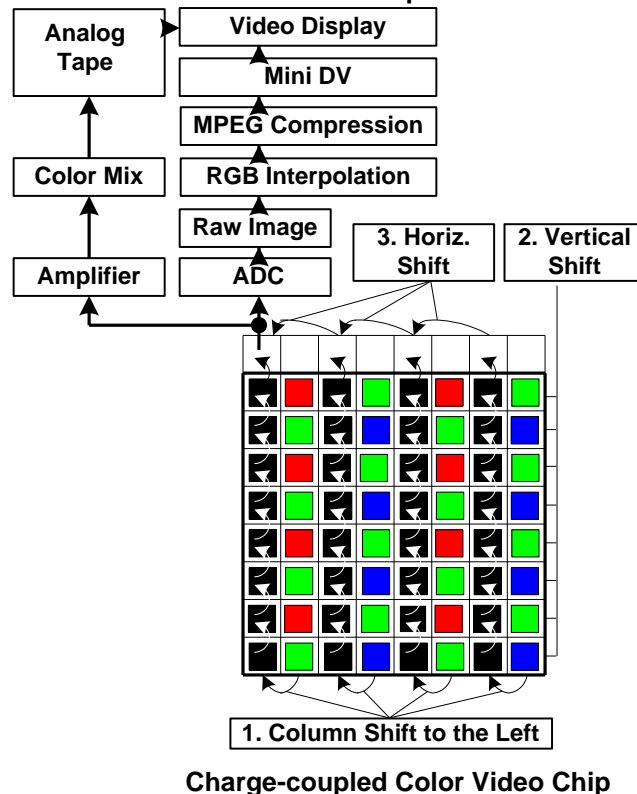 Analog
Tape
Video Display
Mini DV
MPEG Compression
Color Mix
RGB Interpolation
Raw Image
3. Horiz.
Shift
2. Vertical
Shift
Amplifier
ADC
1. Column Shift to the Left
Charge-coupled Color Video Chip